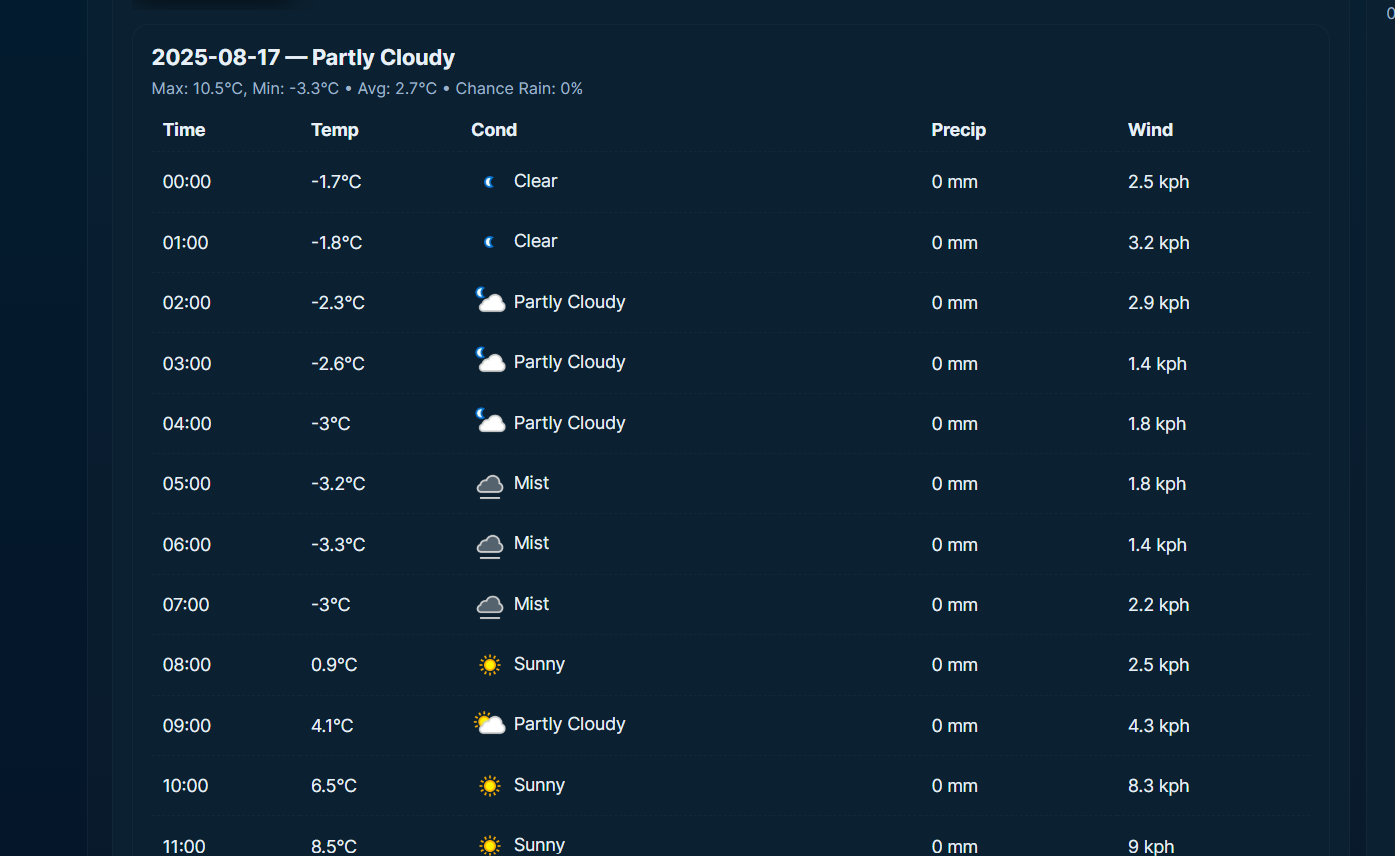 0
2025-08-17 — Partly Cloudy
Max: 10.5°C, Min: -3.3°C • Avg: 2.7°C • Chance Rain: 0%
Time Temp Cond Precip Wind
00:00 -1.7°C Clear 0 mm 2.5 kph
01:00 -1.8°C Clear 0 mm 3.2 kph
02:00 -2.3°C Partly Cloudy 0 mm 2.9 kph
03:00 -2.6°C Partly Cloudy 0 mm 1.4 kph
04:00 -3°C Partly Cloudy 0 mm 1.8 kph
05:00 -3.2°C Mist 0 mm 1.8 kph
06:00 -3.3°C Mist 0 mm 1.4 kph
07:00 -3°C Mist 0 mm 2.2 kph
08:00 0.9°C Sunny 0 mm 2.5 kph
09:00 4.1°C Partly Cloudy 0 mm 4.3 kph
10:00 6.5°C Sunny 0 mm 8.3 kph
11:00 8.5°C Sunny 0 mm 9 kph